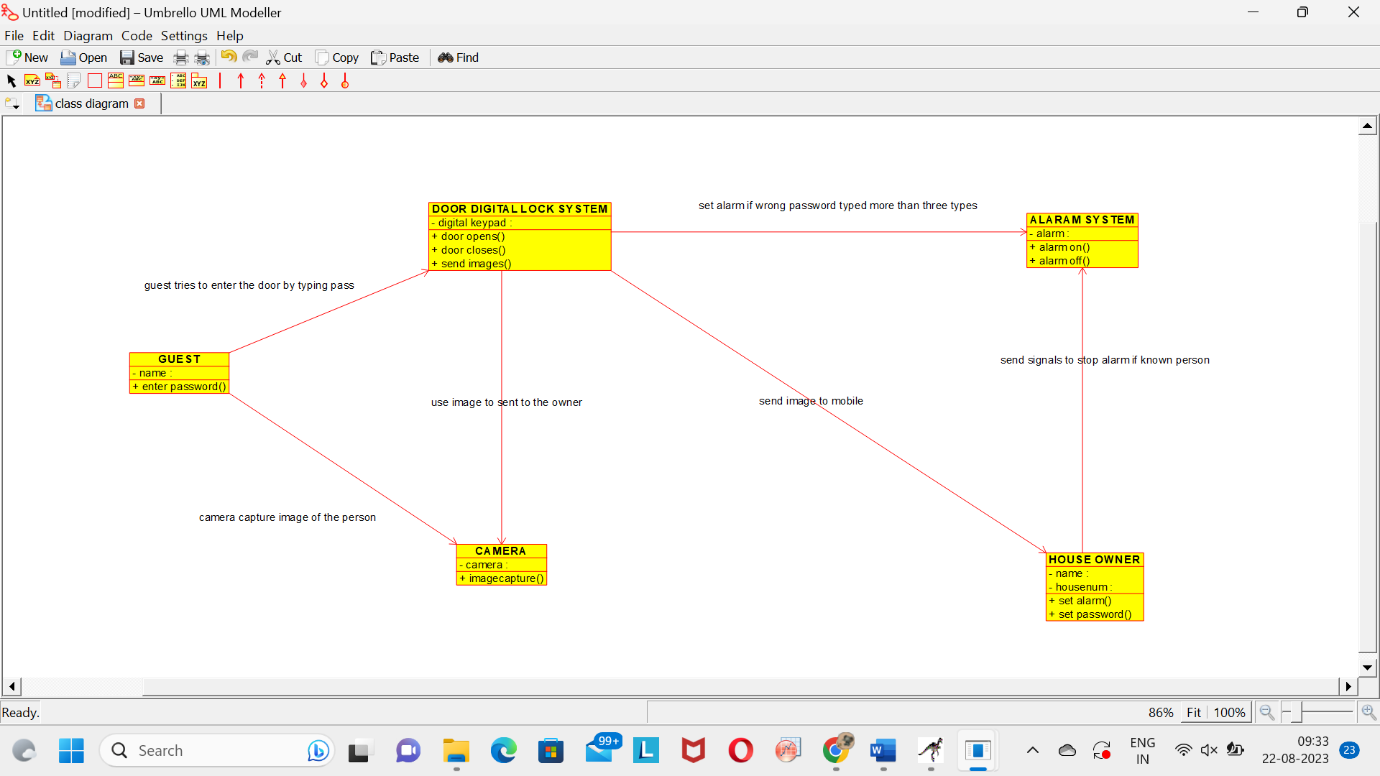 Untitled [modified] – Umbrello UML Modeller
File Edit Diagram Code Settings Help
New Open Save Cut Copy Paste Find
class diagram
DOOR DIGITAL LOCK SYSTEM
- digital keypad :
+ door opens()
+ door closes()
+ send images()
set alarm if wrong password typed more than three types
ALARAM SYSTEM
- alarm :
+ alarm on()
+ alarm off()
guest tries to enter the door by typing pass
GUEST
- name :
+ enter password()
send signals to stop alarm if known person
use image to sent to the owner
send image to mobile
camera capture image of the person
CAMERA
- camera :
+ imagecapture()
HOUSE OWNER
- name :
- housenum :
+ set alarm()
+ set password()
Ready.
86% Fit 100%
Search
99+
ENG
IN
09:33
22-08-2023
23